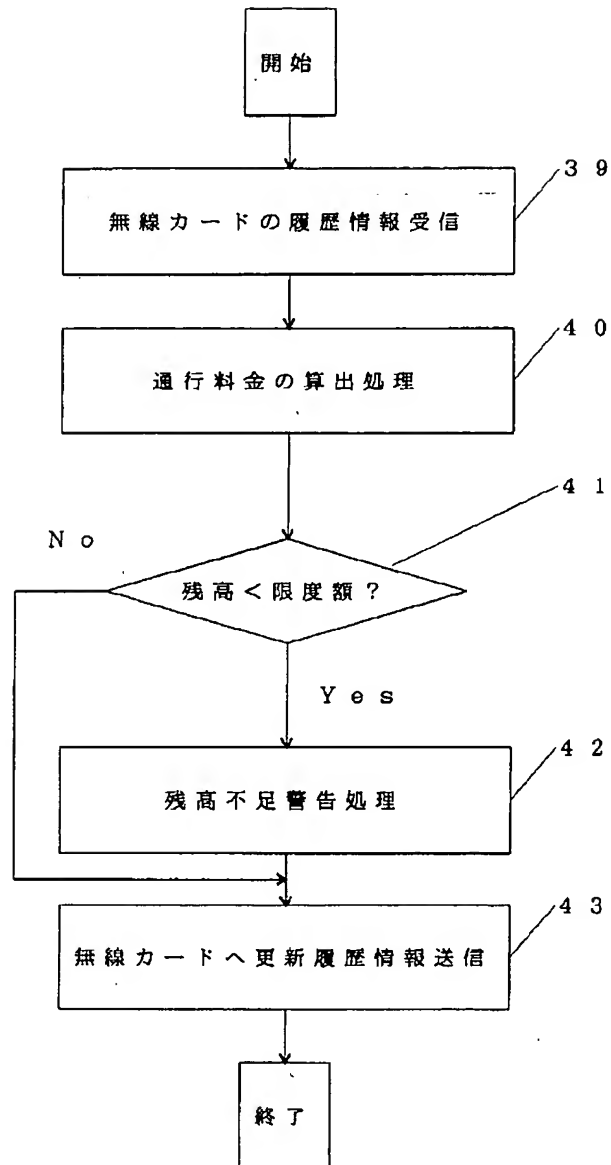 開始
39
無線カードの履歴情報受信
40
通行料金の算出処理
41
No
残高<限度額?
Yes
42
残高不足警告処理
43
無線カードへ更新履歴情報送信
終了